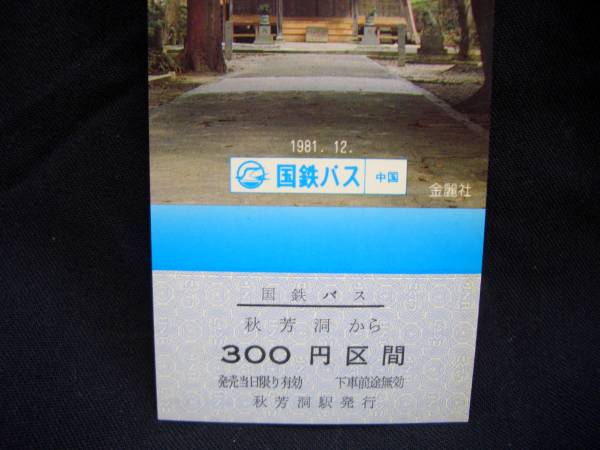 1981. 12.
国鉄バス 中国
金麗社
国鉄バス
秋芳洞から
300円区間
発売当日限り有効 下車前途無効
秋芳洞駅発行